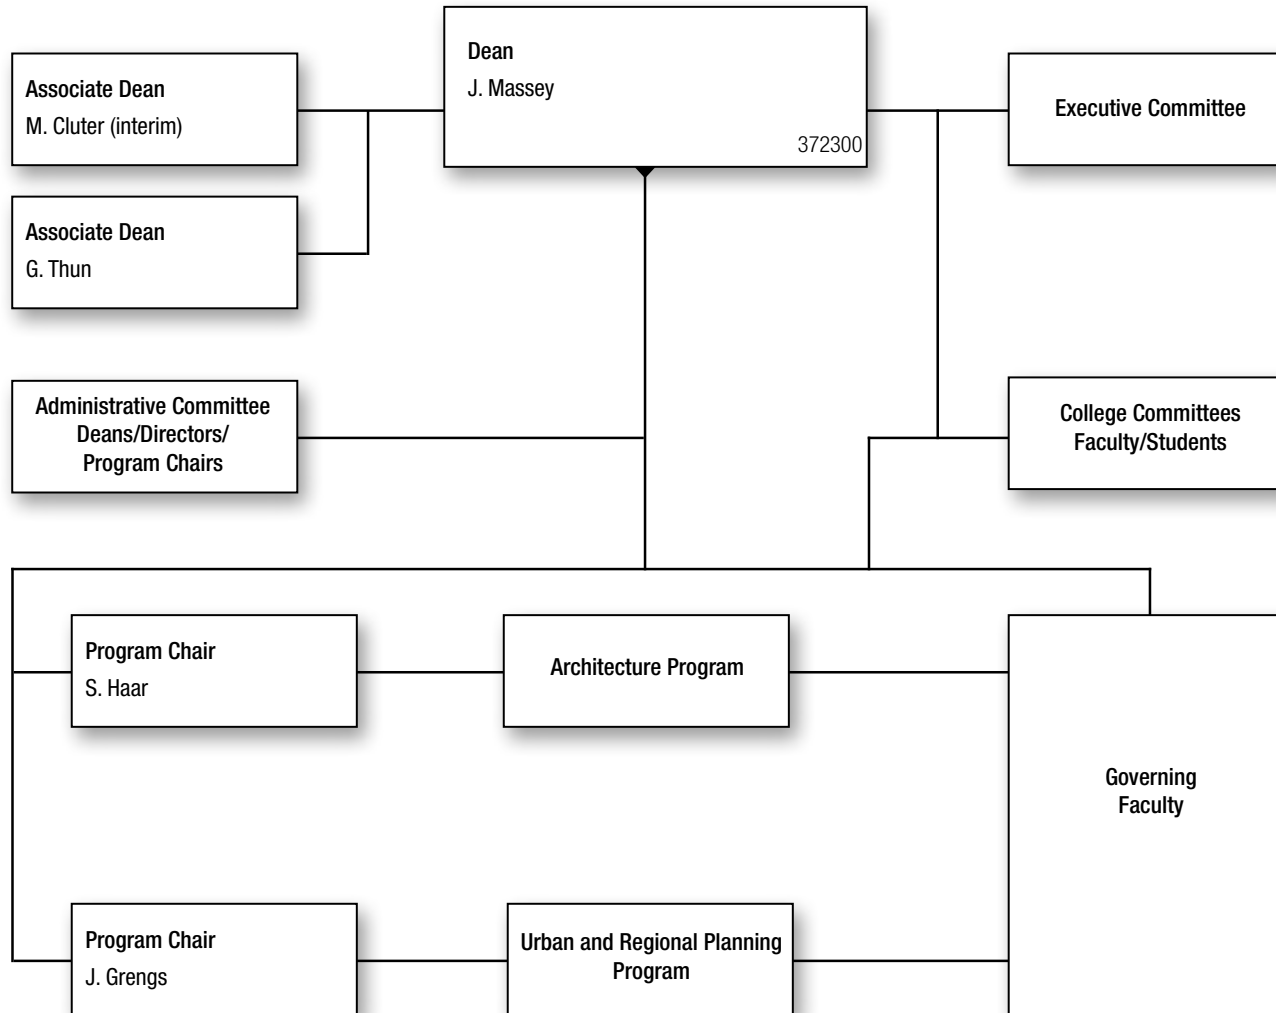 Dean
J. Massey
372300
Associate Dean
M. Cluter (interim)
Executive Committee
Associate Dean
G. Thun
Administrative Committee
Deans/Directors/
Program Chairs
College Committees
Faculty/Students
Program Chair
S. Haar
Architecture Program
Governing
Faculty
Program Chair
J. Grengs
Urban and Regional Planning
Program